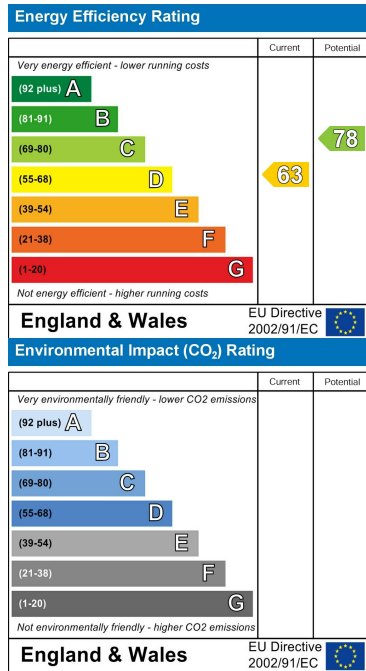 Energy Efficiency Rating
Current Potential
Very energy efficient - lower running costs
(92 plus) A
(81-91) B
(69-80) C
78
(55-68) D
63
(39-54) E
(21-38) F
(1-20) G
Not energy efficient - higher running costs
England & Wales
EU Directive
2002/91/EC
Environmental Impact (CO₂) Rating
Current Potential
Very environmentally friendly - lower CO2 emissions
(92 plus) A
(81-91) B
(69-80) C
(55-68) D
(39-54) E
(21-38) F
(1-20) G
Not environmentally friendly - higher CO2 emissions
England & Wales
EU Directive
2002/91/EC